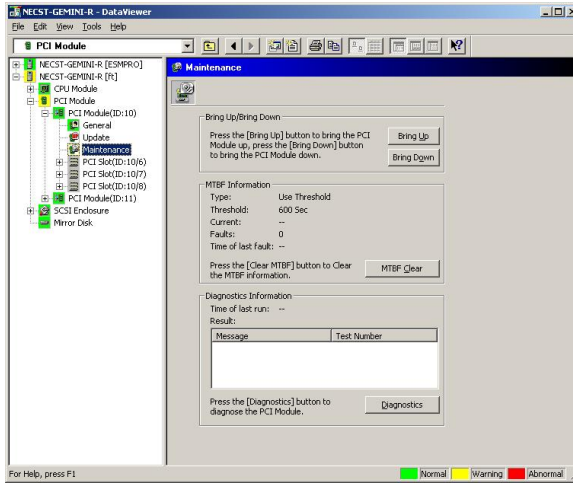 NECST-GEMINI-R - DataViewer
File Edit View Tools Help
PCI Module
NECST-GEMINI-R [ESMPRO]
NECST-GEMINI-R [ft]
CPU Module
PCI Module
PCI Module(ID:10)
General
Update
Maintenance
PCI Slot(ID:10/6)
PCI Slot(ID:10/7)
PCI Slot(ID:10/8)
PCI Module(ID:11)
SCSI Enclosure
Mirror Disk
Maintenance
Bring Up/Bring Down
Press the [Bring Up] button to bring the PCI
Module up, press the [Bring Down] button
to bring the PCI Module down.
Bring Up
Bring Down
MTBF Information
Type: Use Threshold
Threshold: 600 Sec
Current: --
Faults: 0
Time of last fault: --
Press the [Clear MTBF] button to Clear
the MTBF information.
MTBF Clear
Diagnostics Information
Time of last run: --
Result:
Message Test Number
Press the [Diagnostics] button to
diagnose the PCI Module.
Diagnostics
For Help, press F1
Normal Warning Abnormal